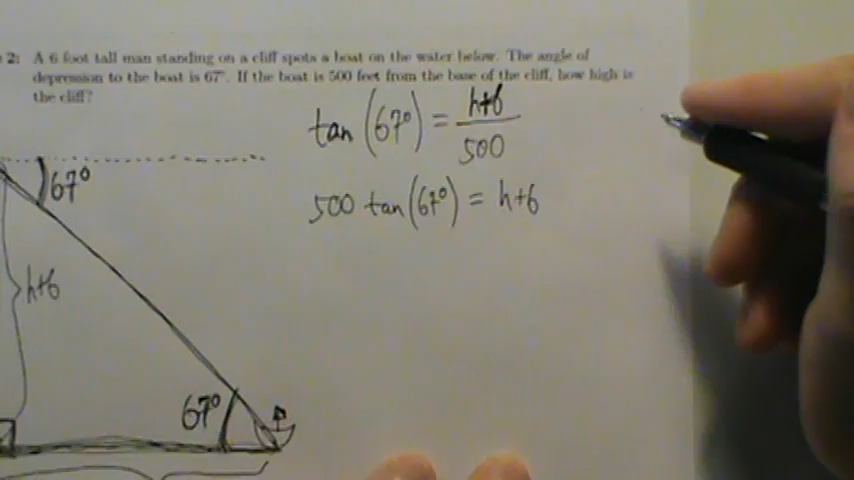 2: A 6 foot tall man standing on a cliff spots a boat on the water below. The angle of
depression to the boat is 67°. If the boat is 500 feet from the base of the cliff, how high is
the cliff?
tan(67°) = h+6
500
500 tan(67°) = h+6
67°
h+6
67°